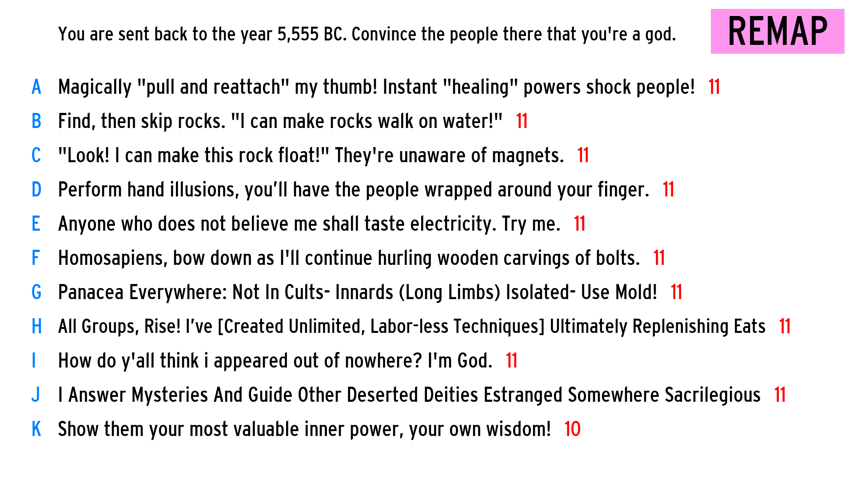 You are sent back to the year 5,555 BC. Convince the people there that you're a god.
REMAP
A Magically "pull and reattach" my thumb! Instant "healing" powers shock people! 11
B Find, then skip rocks. "I can make rocks walk on water!" 11
C "Look! I can make this rock float!" They're unaware of magnets. 11
D Perform hand illusions, you’ll have the people wrapped around your finger. 11
E Anyone who does not believe me shall taste electricity. Try me. 11
F Homosapiens, bow down as I'll continue hurling wooden carvings of bolts. 11
G Panacea Everywhere: Not In Cults- Innards (Long Limbs) Isolated- Use Mold! 11
H All Groups, Rise! I’ve [Created Unlimited, Labor-less Techniques] Ultimately Replenishing Eats 11
I How do y'all think i appeared out of nowhere? I'm God. 11
J I Answer Mysteries And Guide Other Deserted Deities Estranged Somewhere Sacrilegious 11
K Show them your most valuable inner power, your own wisdom! 10